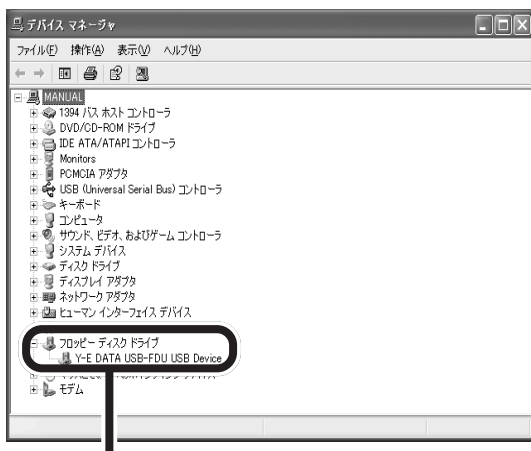 デバイス マネージャ
ファイル(F) 操作(A) 表示(V) ヘルプ(H)
MANUAL
1394 バス ホスト コントローラ
DVD/CD-ROM ドライブ
IDE ATA/ATAPI コントローラ
Monitors
PCMCIA アダプタ
USB (Universal Serial Bus) コントローラ
キーボード
コンピュータ
サウンド、ビデオ、およびゲーム コントローラ
システム デバイス
ディスク ドライブ
ディスプレイ アダプタ
ネットワーク アダプタ
ヒューマン インターフェイス デバイス
フロッピー ディスク ドライブ
Y-E DATA USB-FDU USB Device
モデム